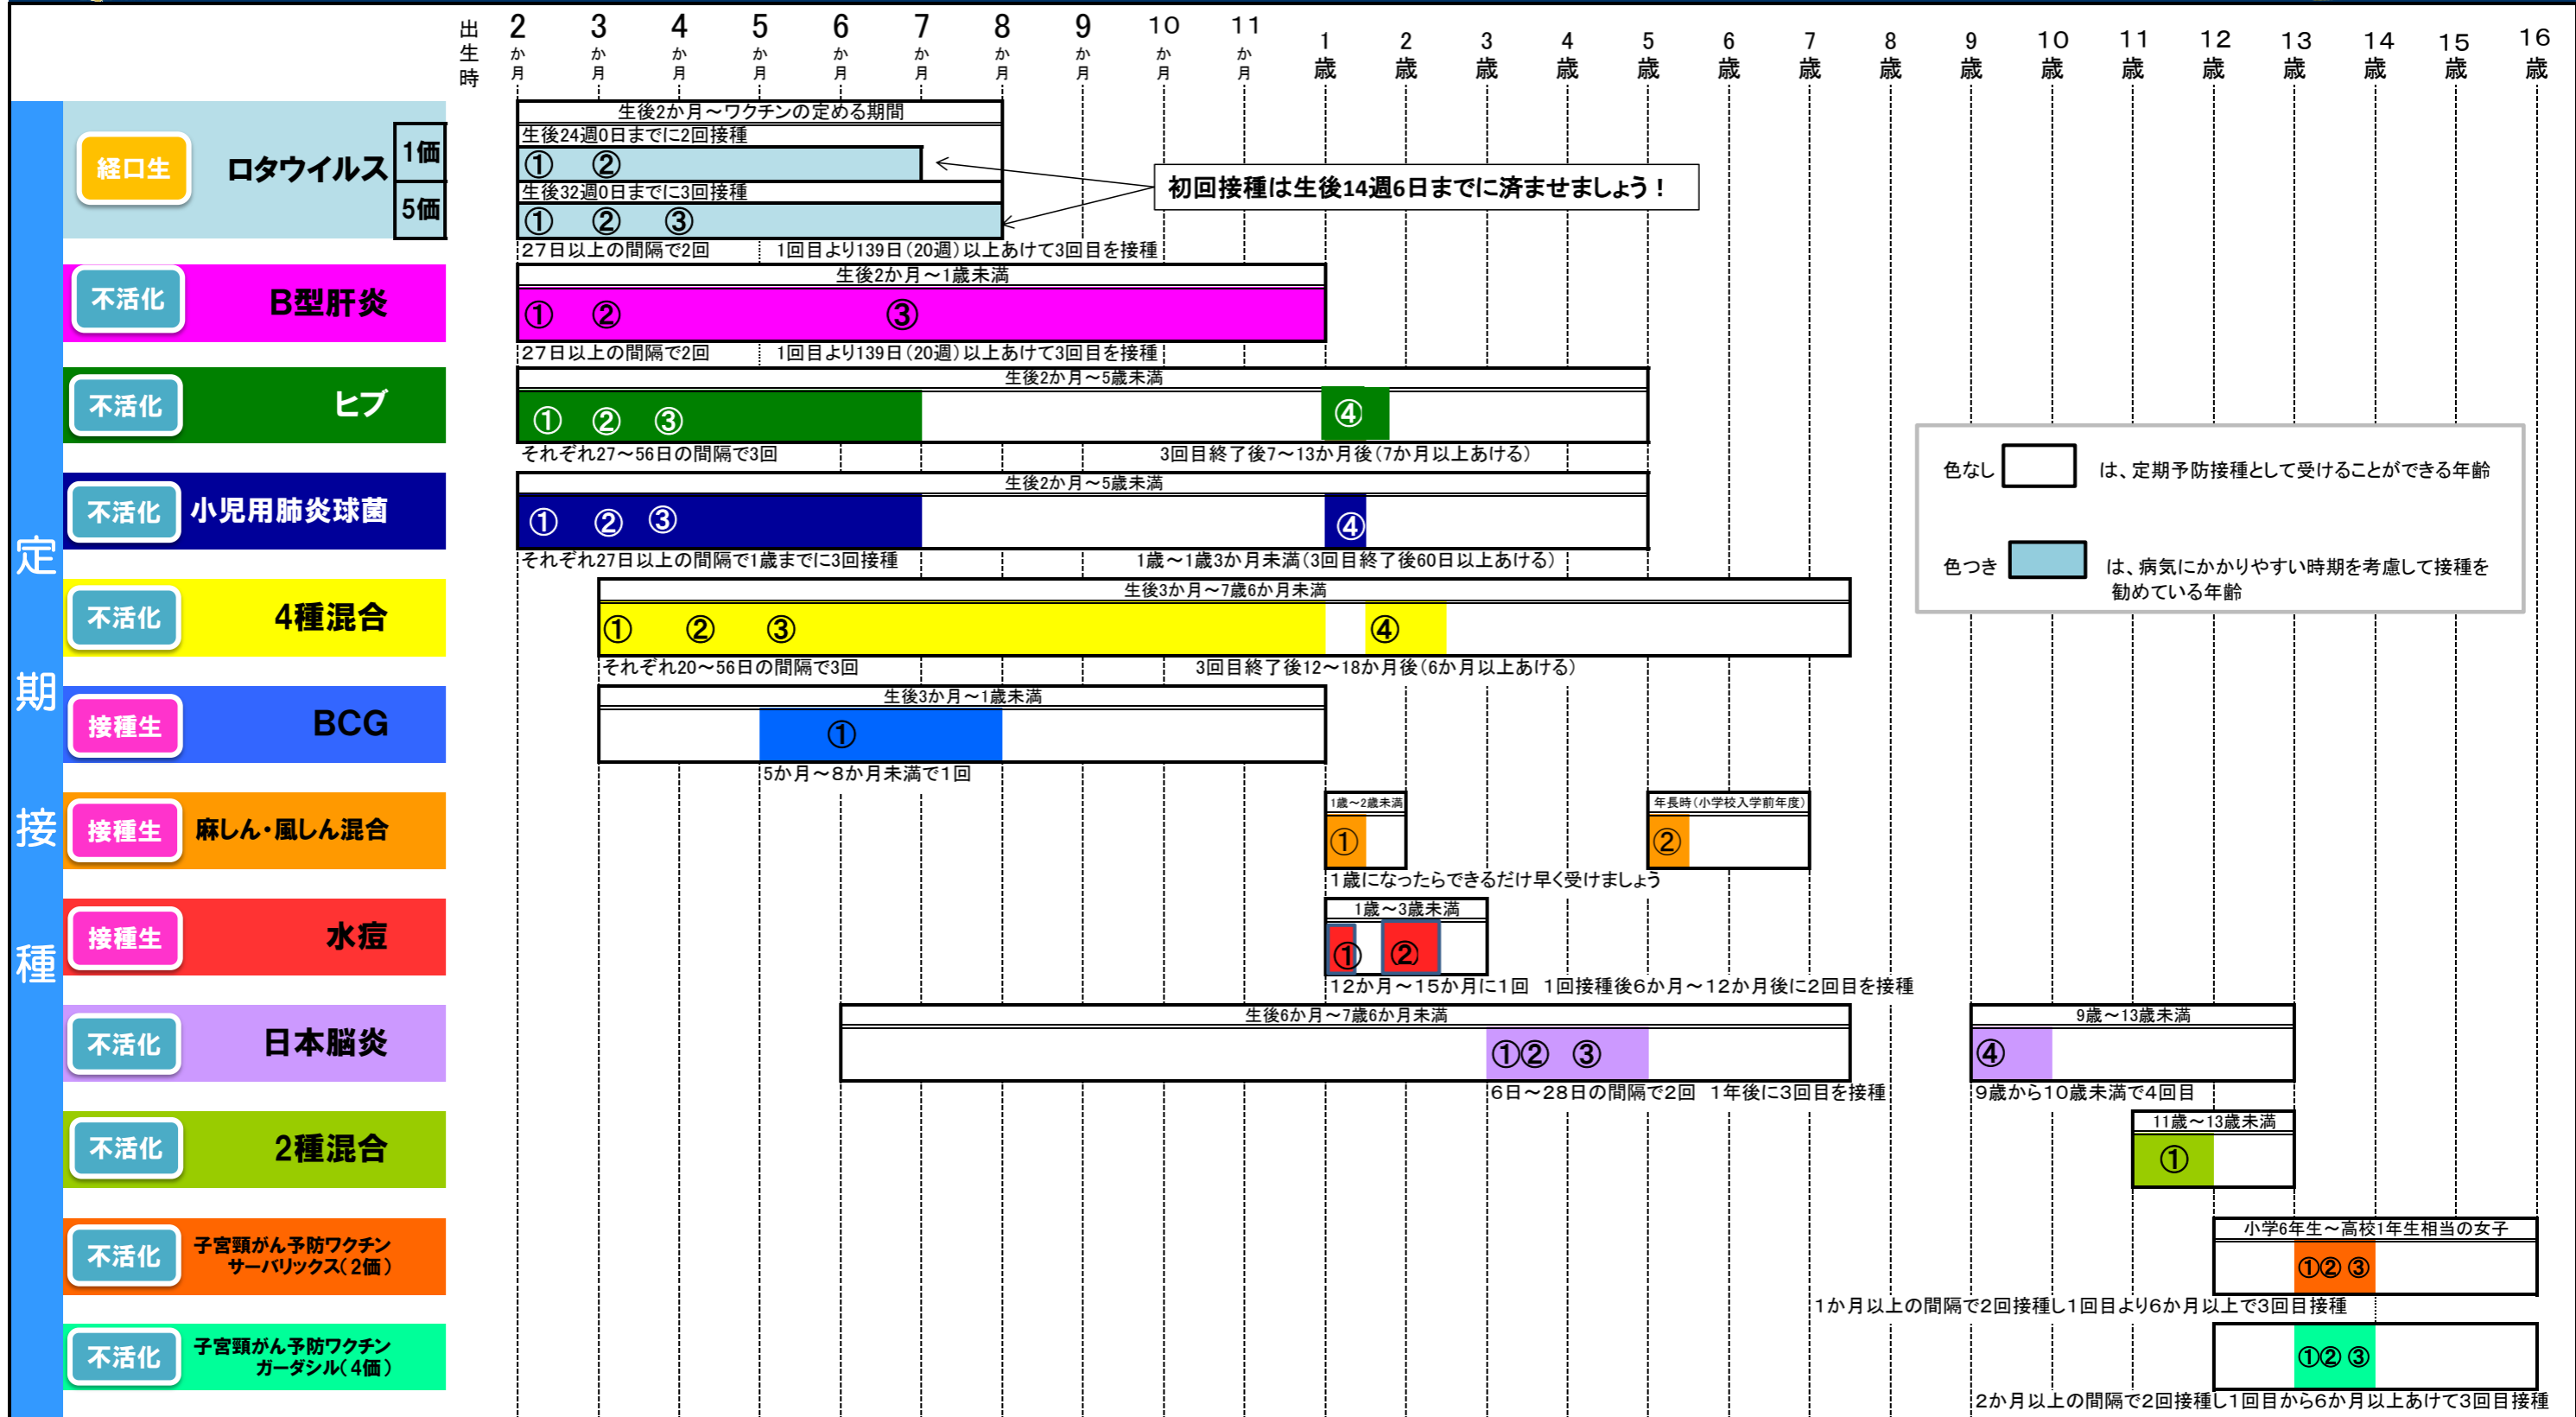 出生時 2か月 3か月 4か月 5か月 6か月 7か月 8か月 9か月 10か月 11か月 1歳 2歳 3歳 4歳 5歳 6歳 7歳 8歳 9歳 10歳 11歳 12歳 13歳 14歳 15歳 16歳
定期接種
経口生 ロタウイルス 1価 5価
生後2か月～ワクチンの定める期間
生後24週0日までに2回接種
① ②
生後32週0日までに3回接種
① ② ③
初回接種は生後14週6日までに済ませましょう！
27日以上の間隔で2回 1回目より139日（20週）以上あけて3回目を接種
不活化 B型肝炎
生後2か月～1歳未満
① ② ③
27日以上の間隔で2回 1回目より139日（20週）以上あけて3回目を接種
不活化 ヒブ
生後2か月～5歳未満
① ② ③ ④
それぞれ27～56日の間隔で3回 3回目終了後7～13か月後（7か月以上あける）
不活化 小児用肺炎球菌
生後2か月～5歳未満
① ② ③ ④
それぞれ27日以上の間隔で1歳までに3回接種 1歳～1歳3か月未満（3回目終了後60日以上あける）
色なし は、定期予防接種として受けることができる年齢
色つき は、病気にかかりやすい時期を考慮して接種を
勧めている年齢
不活化 4種混合
生後3か月～7歳6か月未満
① ② ③ ④
それぞれ20～56日の間隔で3回 3回目終了後12～18か月後（6か月以上あける）
接種生 BCG
生後3か月～1歳未満
①
5か月～8か月未満で1回
接種生 麻しん・風しん混合
1歳～2歳未満 年長時（小学校入学前年度）
① ②
1歳になったらできるだけ早く受けましょう
接種生 水痘
1歳～3歳未満
① ②
12か月～15か月に1回 1回接種後6か月～12か月後に2回目を接種
不活化 日本脳炎
生後6か月～7歳6か月未満 9歳～13歳未満
①② ③ ④
6日～28日の間隔で2回 1年後に3回目を接種 9歳から10歳未満で4回目
不活化 2種混合
11歳～13歳未満
①
不活化 子宮頸がん予防ワクチン
サーバリックス（2価）
小学6年生～高校1年生相当の女子
①② ③
1か月以上の間隔で2回接種し1回目より6か月以上で3回目接種
不活化 子宮頸がん予防ワクチン
ガーダシル（4価）
①② ③
2か月以上の間隔で2回接種し1回目から6か月以上あけて3回目接種